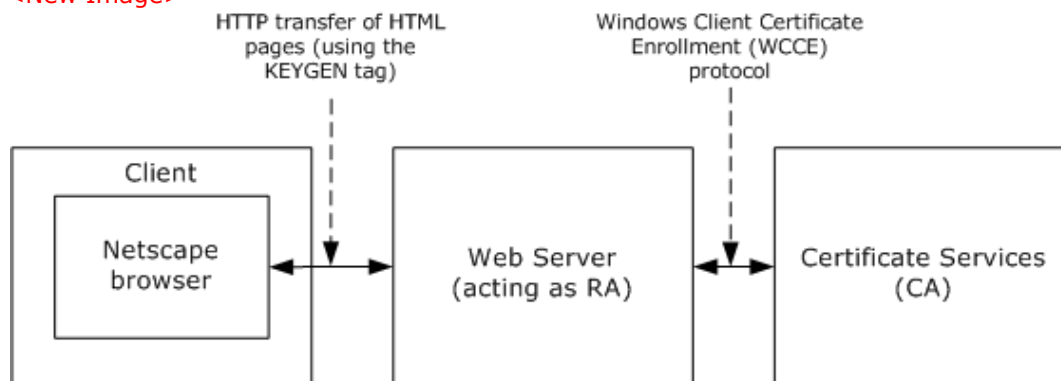 <New Image>
HTTP transfer of HTML
pages (using the
KEYGEN tag)
Windows Client Certificate
Enrollment (WCCE)
protocol
Client
Netscape
browser
Web Server
(acting as RA)
Certificate Services
(CA)